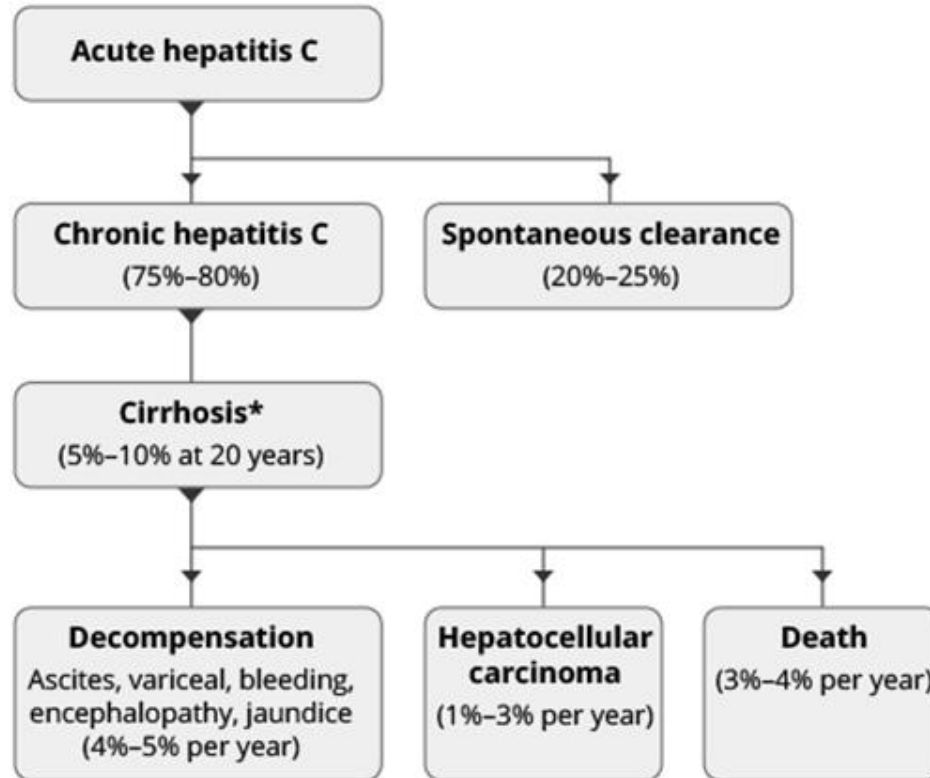 Acute hepatitis C
Chronic hepatitis C
(75%–80%)
Spontaneous clearance
(20%–25%)
Cirrhosis*
(5%–10% at 20 years)
Decompensation
Ascites, variceal, bleeding,
encephalopathy, jaundice
(4%–5% per year)
Hepatocellular
carcinoma
(1%–3% per year)
Death
(3%–4% per year)